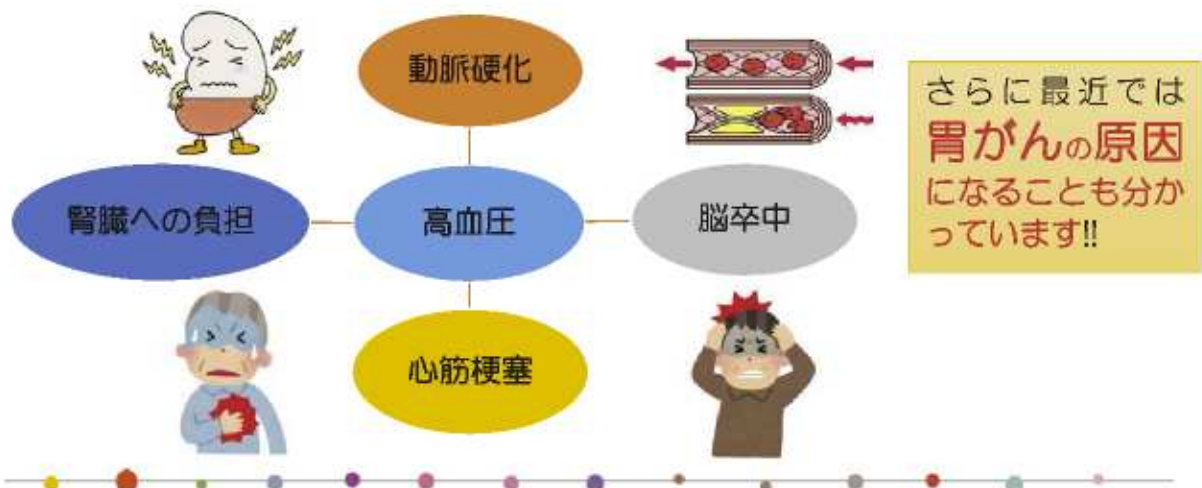 動脈硬化
腎臓への負担
高血圧
脳卒中
心筋梗塞
さらに最近では
胃がんの原因
になることも分か
っています!!